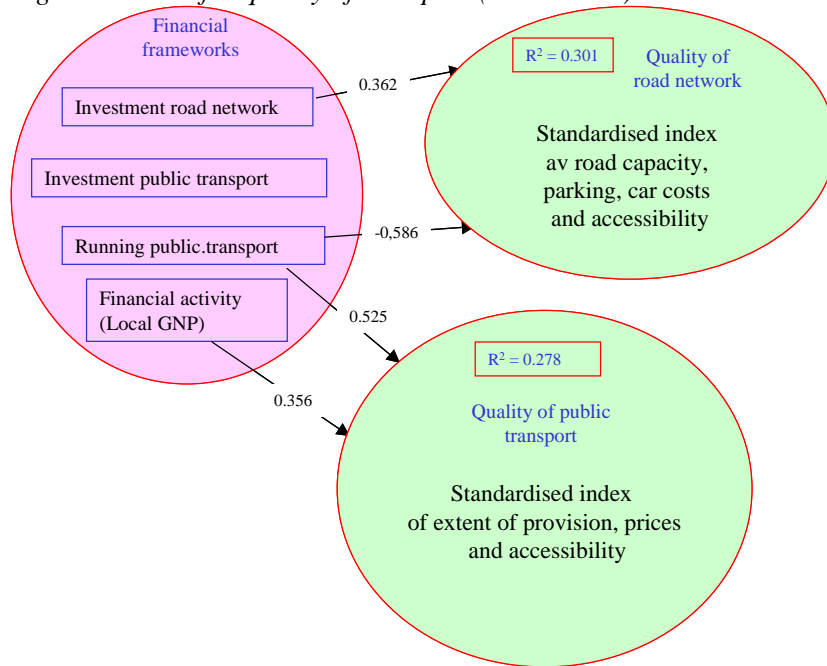 Financial
frameworks
Investment road network
Investment public transport
Running public.transport
Financial activity
(Local GNP)
0.362
-0,586
0.525
0.356
R² = 0.301
Quality of
road network
Standardised index
av road capacity,
parking, car costs
and accessibility
R² = 0.278
Quality of public
transport
Standardised index
of extent of provision, prices
and accessibility